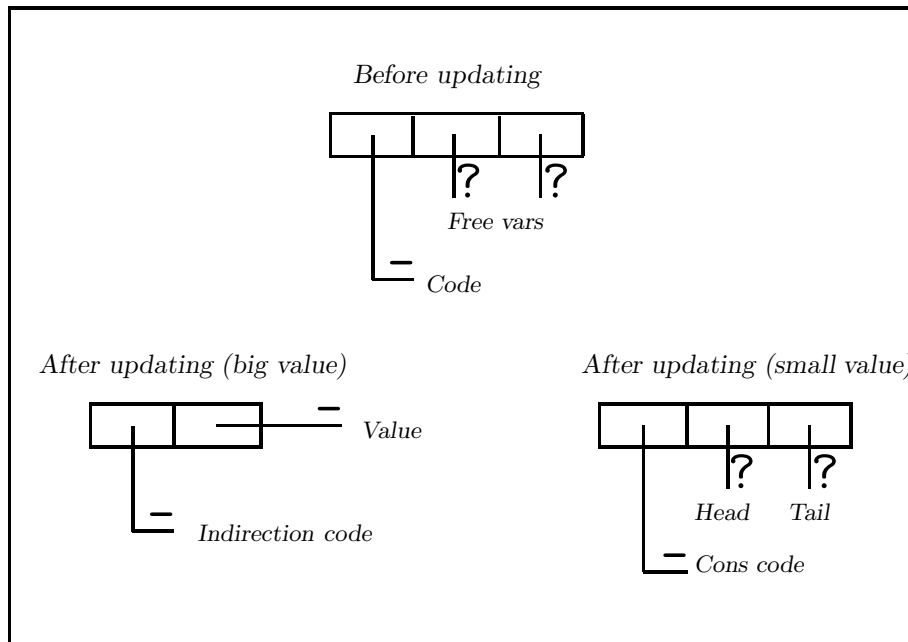 Before updating
? ?
Free vars
Code
After updating (big value)
Value
Indirection code
After updating (small value)
? ?
Head Tail
Cons code